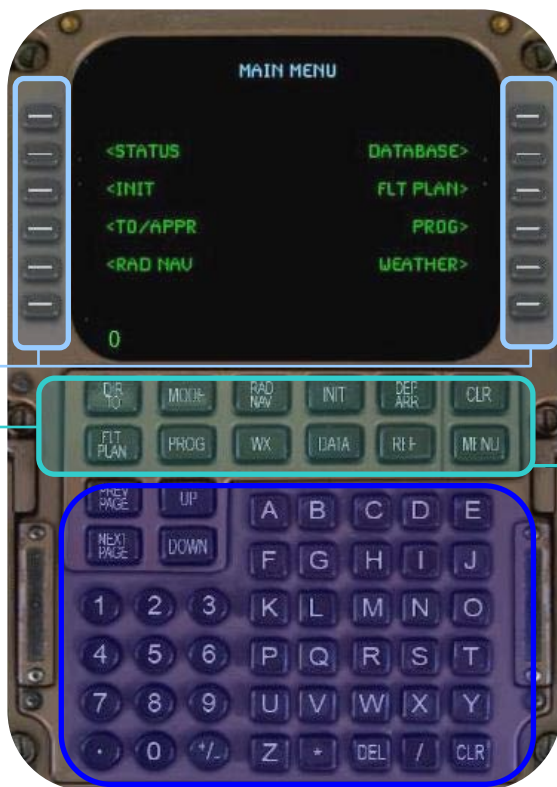 MAIN MENU
<STATUS DATABASE>
<INIT FLT PLAN>
<TO/APPR PROG>
<RAD NAV WEATHER>
0
DIR TO MODE RAD NAV INIT DEP ARR CLR
FLT PLAN PROG WX DATA REF MENU
PREV PAGE UP
NEXT PAGE DOWN
A B C D E
F G H I J
1 2 3 K L M N O
4 5 6 P Q R S T
7 8 9 U V W X Y
. 0 +/- Z * DEL / CLR